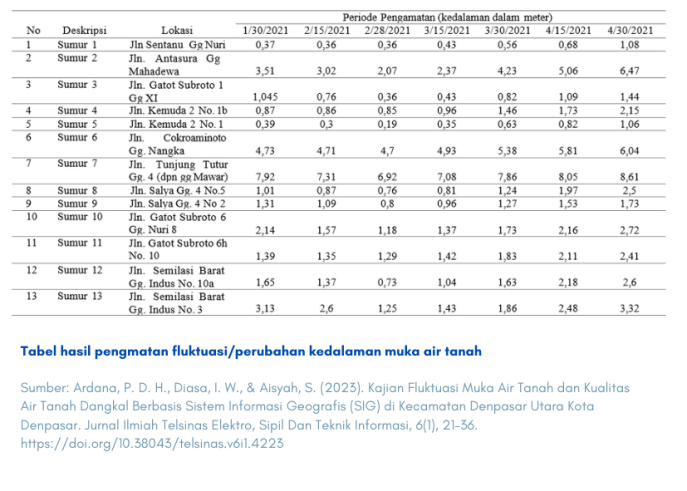 Periode Pengamatan (kedalaman dalam meter)
No Deskripsi Lokasi 1/30/2021 2/15/2021 2/28/2021 3/15/2021 3/30/2021 4/15/2021 4/30/2021
1 Sumur 1 Jln Sentanu Gg Nuri 0,37 0,36 0,36 0,43 0,56 0,68 1,08
2 Sumur 2 Jln. Antasura Gg
Mahadewa 3,51 3,02 2,07 2,37 4,23 5,06 6,47
3 Sumur 3 Jln. Gatot Subroto 1
Gg XI 1,045 0,76 0,36 0,43 0,82 1,09 1,44
4 Sumur 4 Jln. Kemuda 2 No. 1b 0,87 0,86 0,85 0,96 1,46 1,73 2,15
5 Sumur 5 Jln. Kemuda 2 No. 1 0,39 0,3 0,19 0,35 0,63 0,82 1,06
6 Sumur 6 Jln. Cokroaminoto
Gg. Nangka 4,73 4,71 4,7 4,93 5,38 5,81 6,04
7 Sumur 7 Jln. Tunjung Tutur
Gg. 4 (dpn gg Mawar) 7,92 7,31 6,92 7,08 7,86 8,05 8,61
8 Sumur 8 Jln. Salya Gg. 4 No.5 1,01 0,87 0,76 0,81 1,24 1,97 2,5
9 Sumur 9 Jln. Salya Gg. 4 No 2 1,31 1,09 0,8 0,96 1,27 1,53 1,73
10 Sumur 10 Jln. Gatot Subroto 6
Gg. Nuri 8 2,14 1,57 1,18 1,37 1,73 2,16 2,72
11 Sumur 11 Jln. Gatot Subroto 6h
No. 10 1,39 1,35 1,29 1,42 1,83 2,11 2,41
12 Sumur 12 Jln. Semilasi Barat
Gg. Indus No. 10a 1,65 1,37 0,73 1,04 1,63 2,18 2,6
13 Sumur 13 Jln. Semilasi Barat
Gg. Indus No. 3 3,13 2,6 1,25 1,43 1,86 2,48 3,32
Tabel hasil pengmatan fluktuasi/perubahan kedalaman muka air tanah
Sumber: Ardana, P. D. H., Diasa, I. W., & Aisyah, S. (2023). Kajian Fluktuasi Muka Air Tanah dan Kualitas
Air Tanah Dangkal Berbasis Sistem Informasi Geografis (SIG) di Kecamatan Denpasar Utara Kota
Denpasar. Jurnal Ilmiah Telsinas Elektro, Sipil Dan Teknik Informasi, 6(1), 21–36.
https://doi.org/10.38043/telsinas.v6i1.4223